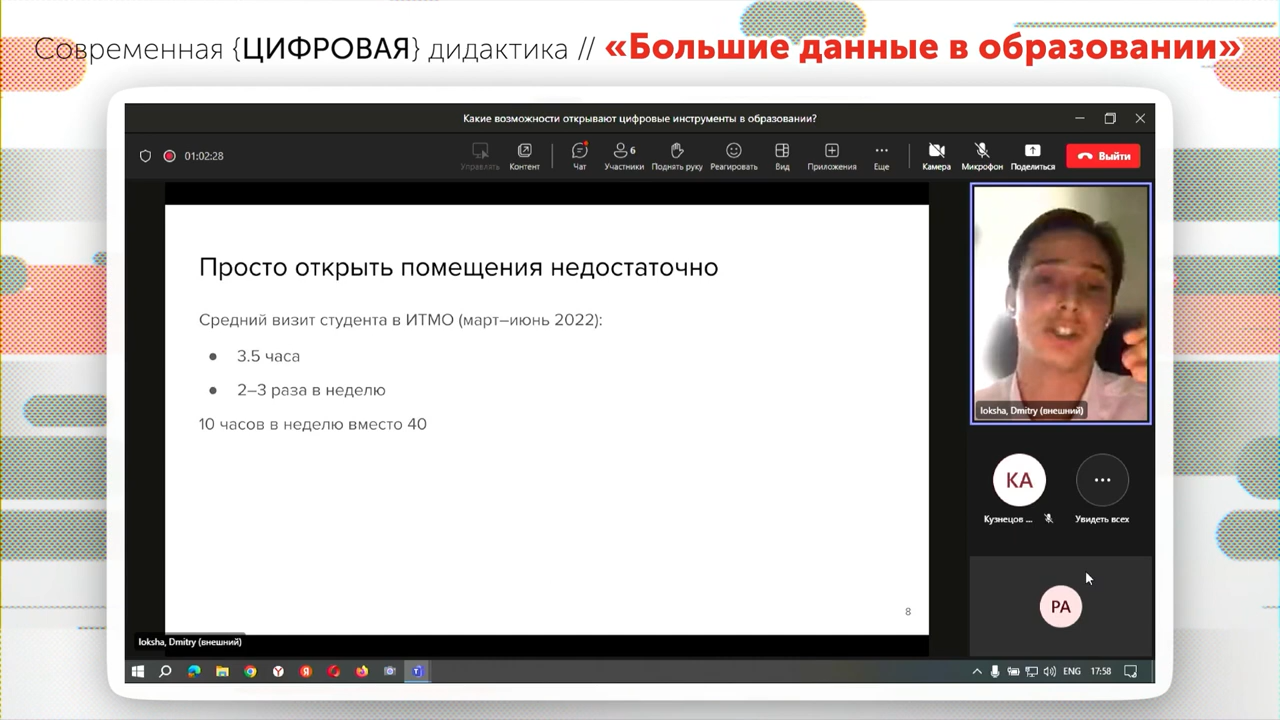 Современная {ЦИФРОВАЯ} дидактика // «Большие данные в образовании»
Какие возможности открывают цифровые инструменты в образовании?
01:02:28
Управлять
Контент
Чат
6
Участники
Поднять руку
Реагировать
Вид
Приложения
Еще
Камера
Микрофон
Поделиться
Выйти
Просто открыть помещения недостаточно
Средний визит студента в ИТМО (март–июнь 2022):
● 3.5 часа
● 2–3 раза в неделю
10 часов в неделю вместо 40
8
Ioksha, Dmitry (внешний)
Ioksha, Dmitry (внешний)
КА
Кузнецов ...
Увидеть всех
РА
ENG
17:58